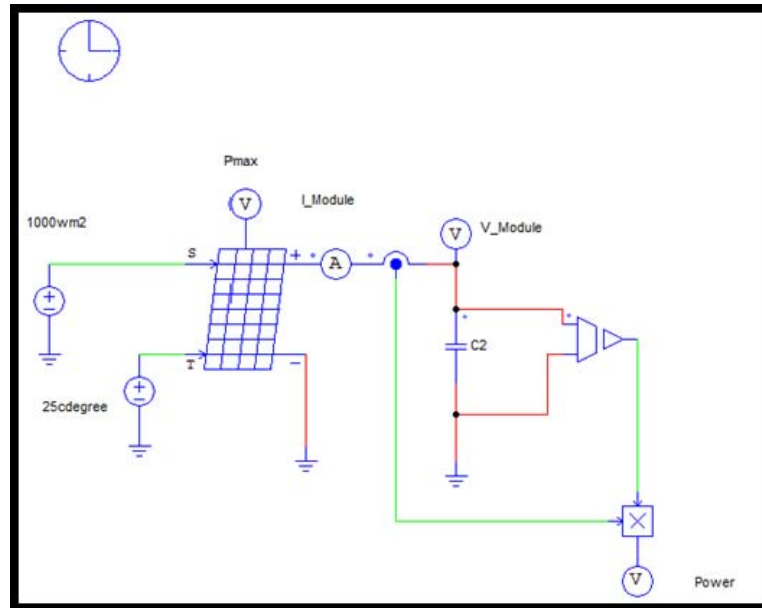 Pmax
V
I_Module
1000wm2
S
A
V
V_Module
C2
T
25cdegree
V
Power